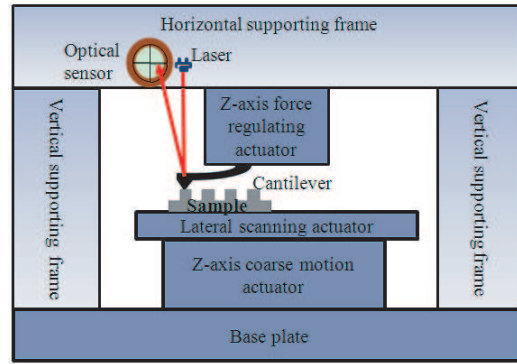 Horizontal supporting frame
Optical
sensor
Laser
Z-axis force
regulating
actuator
Vertical supporting
frame
Vertical supporting
frame
Cantilever
Sample
Lateral scanning actuator
Z-axis coarse motion
actuator
Base plate